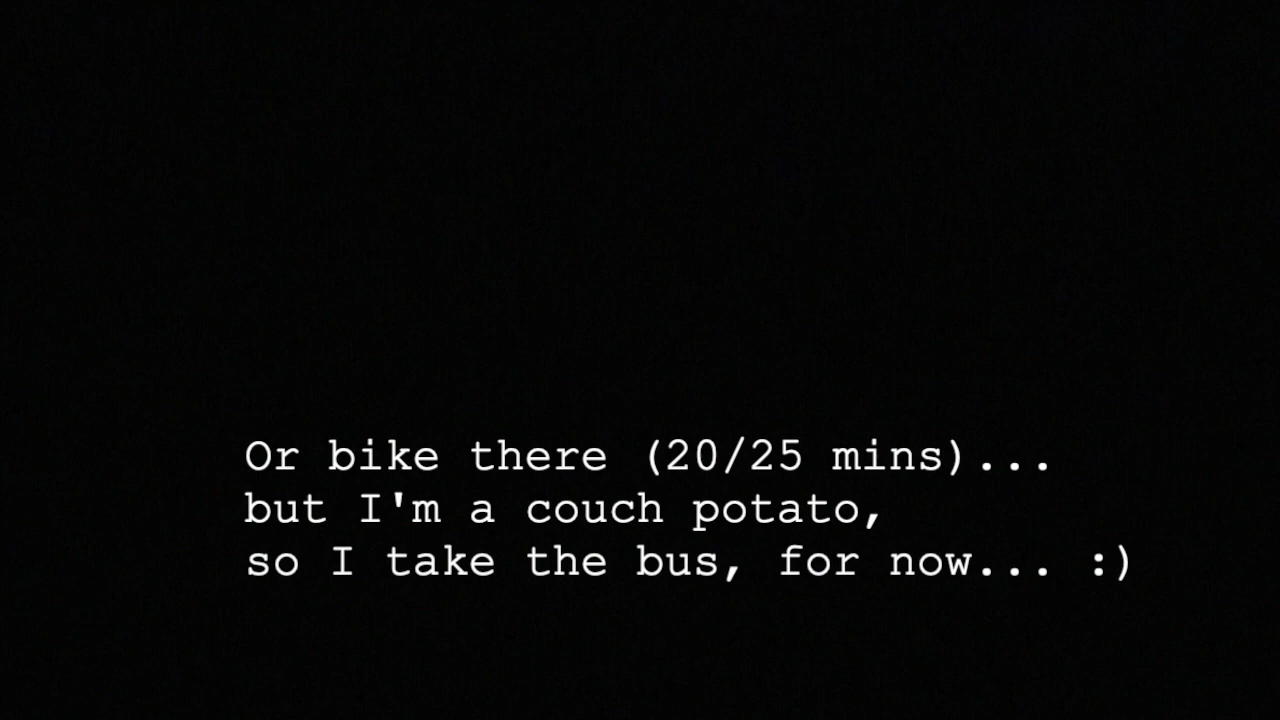 Or bike there (20/25 mins)...
but I'm a couch potato,
so I take the bus, for now... :)